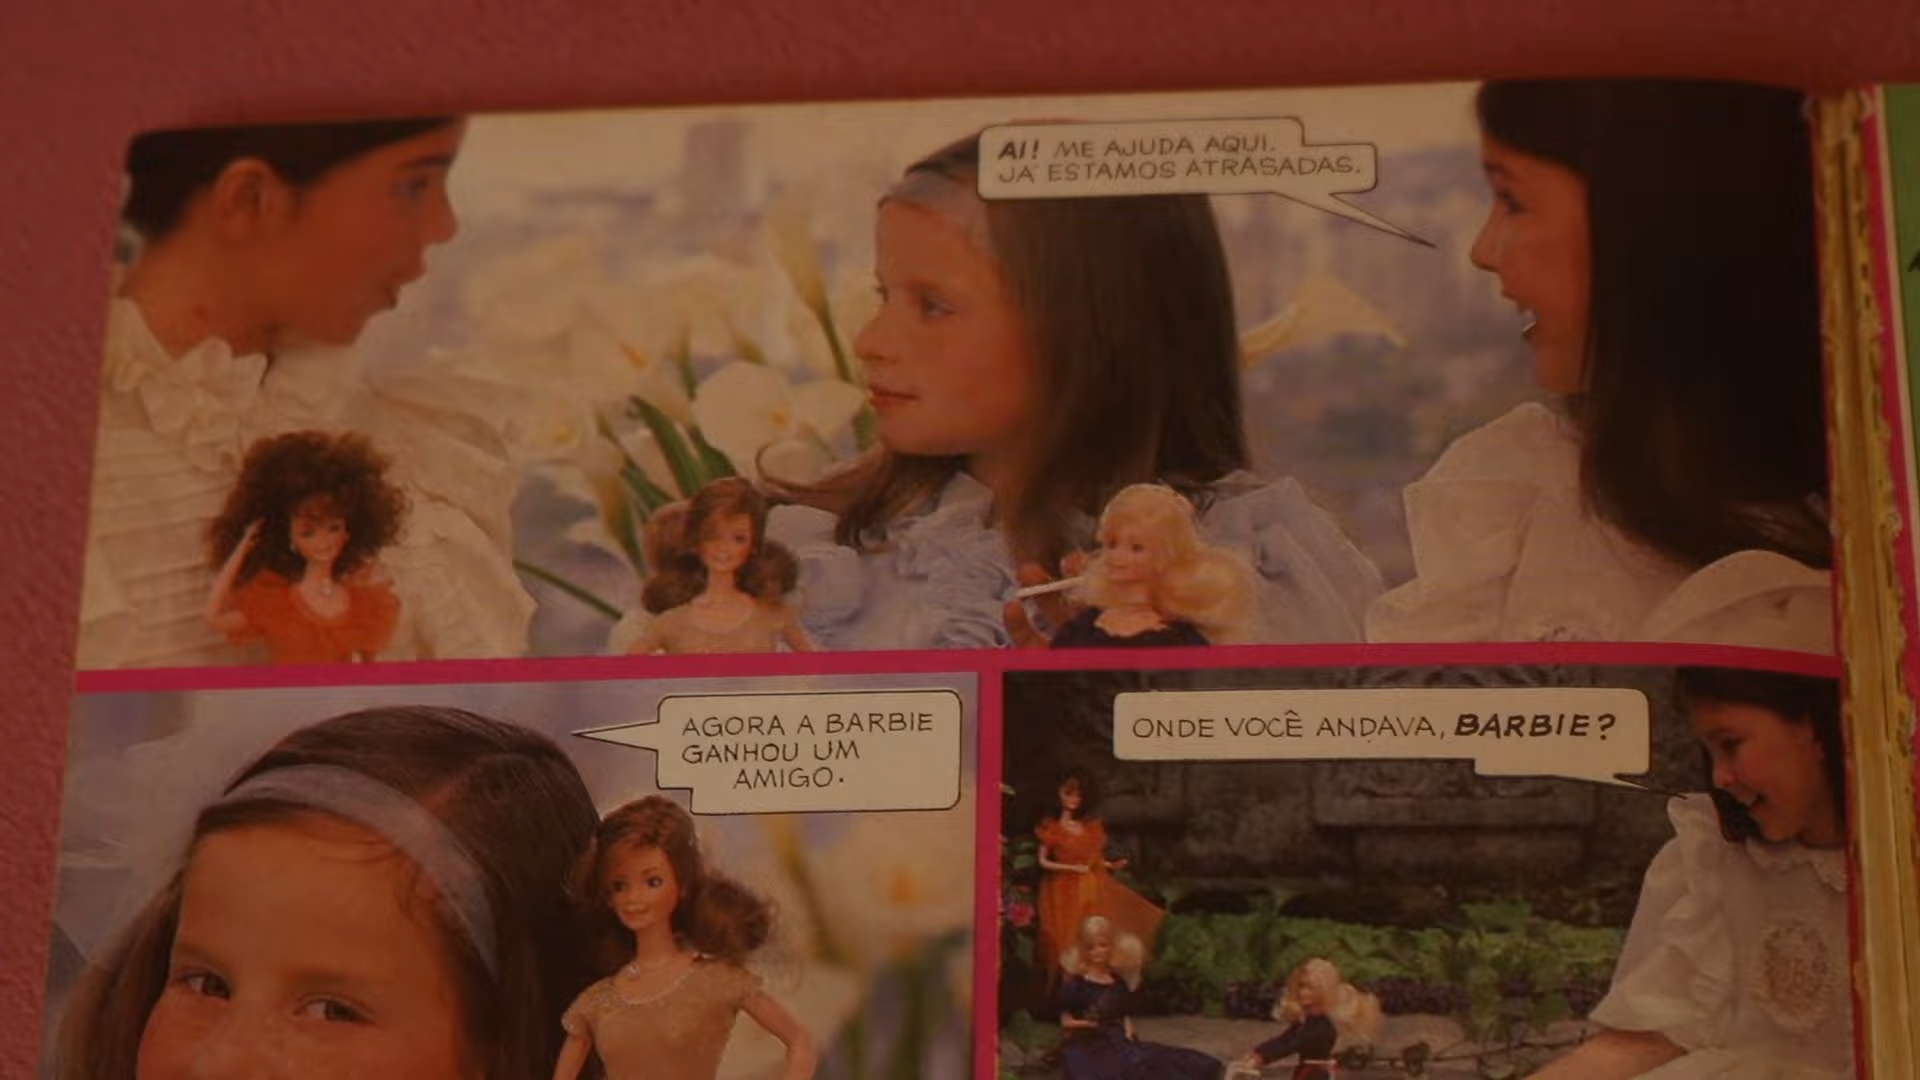 AI! ME AJUDA AQUI.
JÁ ESTAMOS ATRASADAS.
AGORA A BARBIE
GANHOU UM
AMIGO.
ONDE VOCÊ ANDAVA, BARBIE?